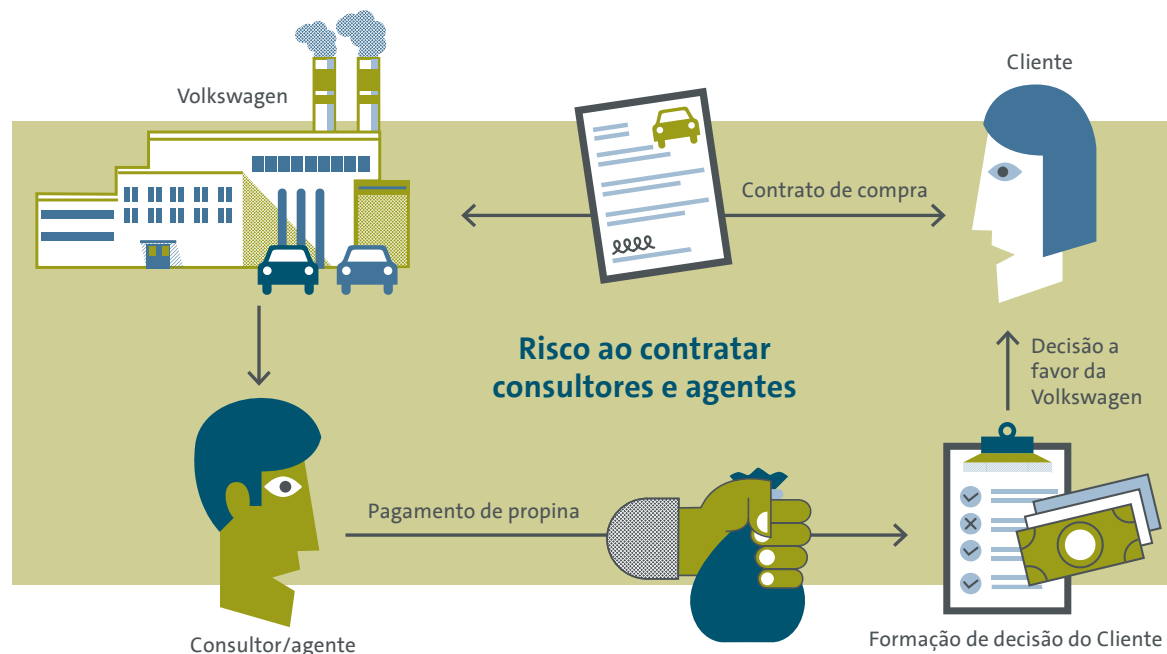 Cliente
Volkswagen
Contrato de compra
Risco ao contratar
consultores e agentes
Decisão a
favor da
Volkswagen
Pagamento de propina
Consultor/agente
Formação de decisão do Cliente